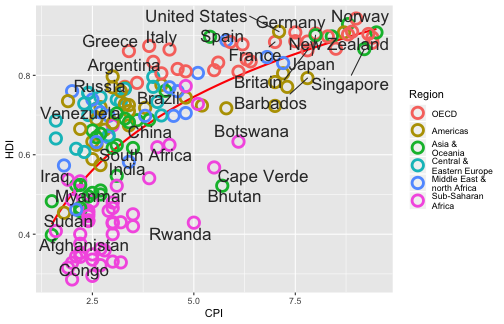 United States
Germany
Norway
Greece
Italy
Spain
New Zealand
France
Argentina
Japan
Russia
Britain
Singapore
Brazil
Barbados
Venezuela
China
Botswana
South Africa
India
Iraq
Cape Verde
Myanmar
Bhutan
Sudan
Rwanda
Afghanistan
Congo
0.8
0.6
0.4
HDI
2.5
5.0
7.5
CPI
Region
OECD
Americas
Asia &
Oceania
Central &
Eastern Europe
Middle East &
north Africa
Sub-Saharan
Africa